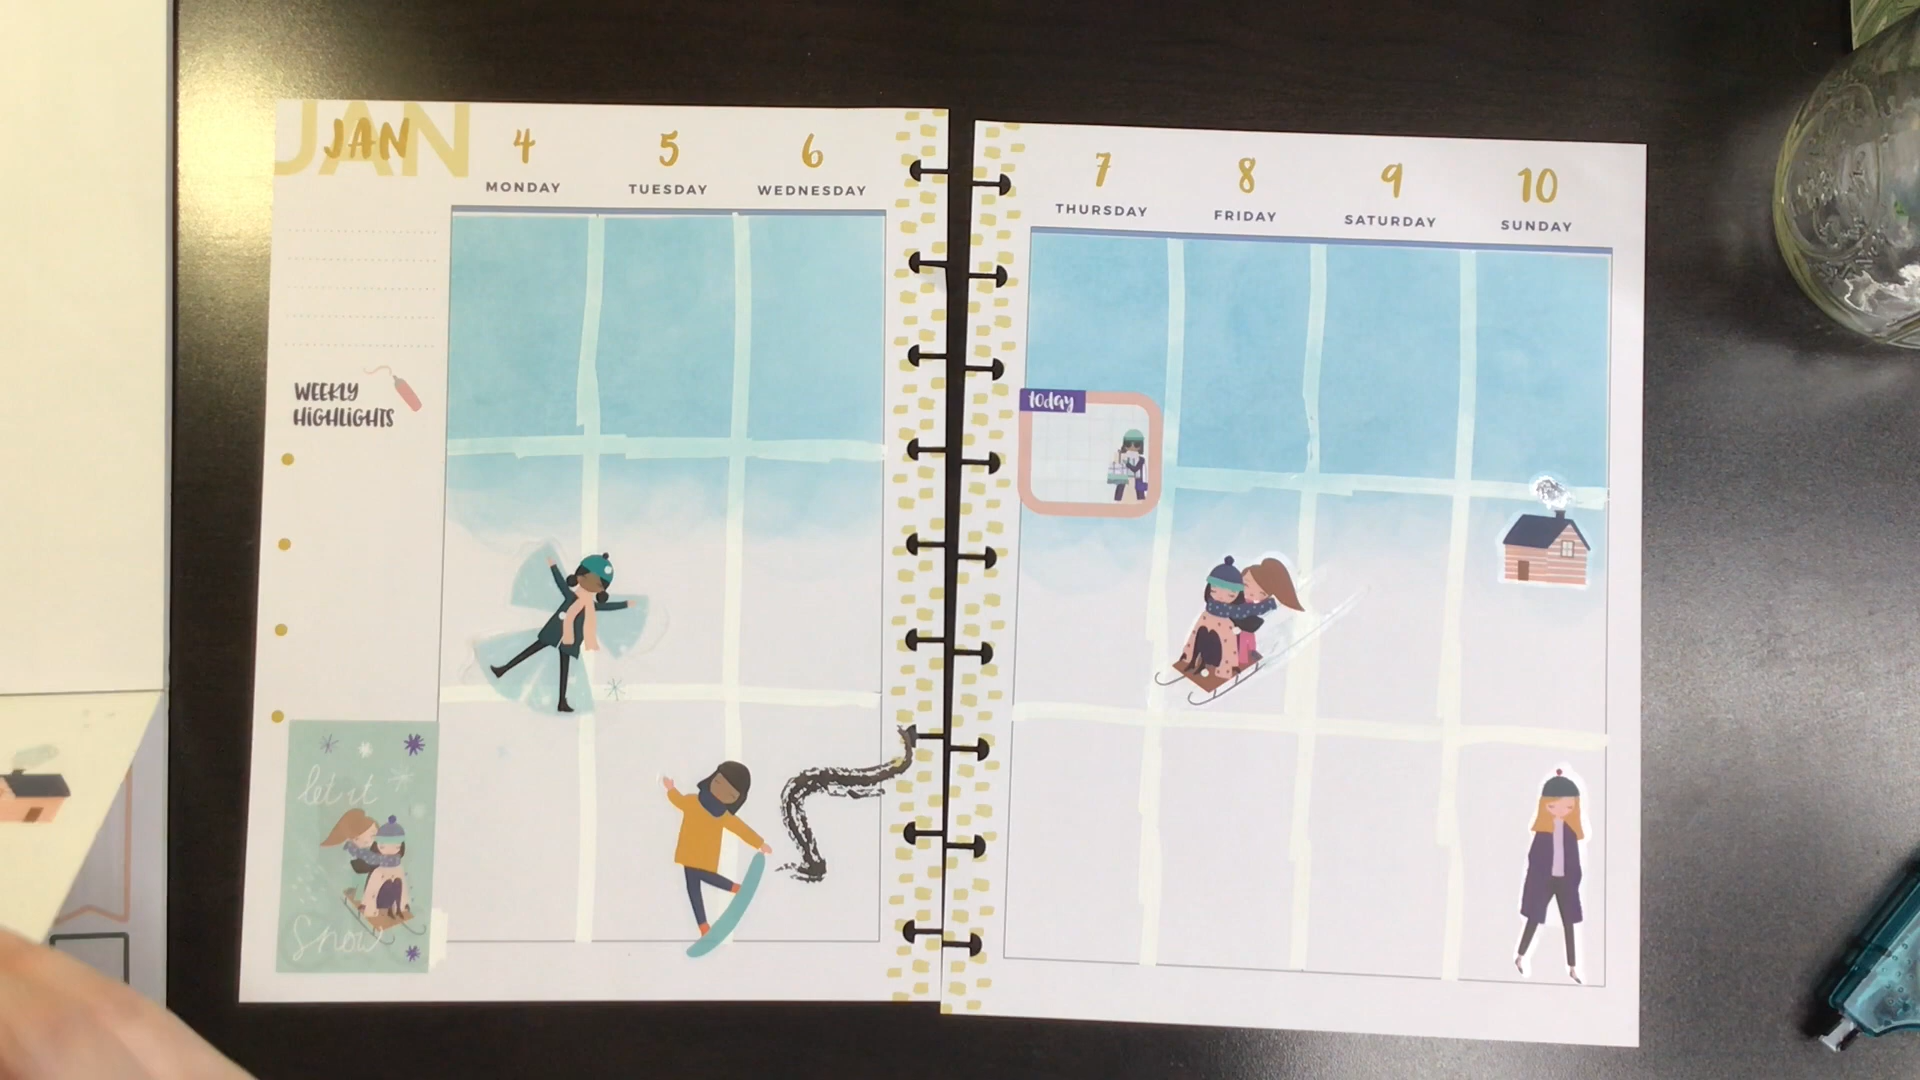 JAN
JAN
4 5 6
MONDAY TUESDAY WEDNESDAY
7 8 9 10
THURSDAY FRIDAY SATURDAY SUNDAY
WEEKLY
HIGHLIGHTS
today
let it
Snow